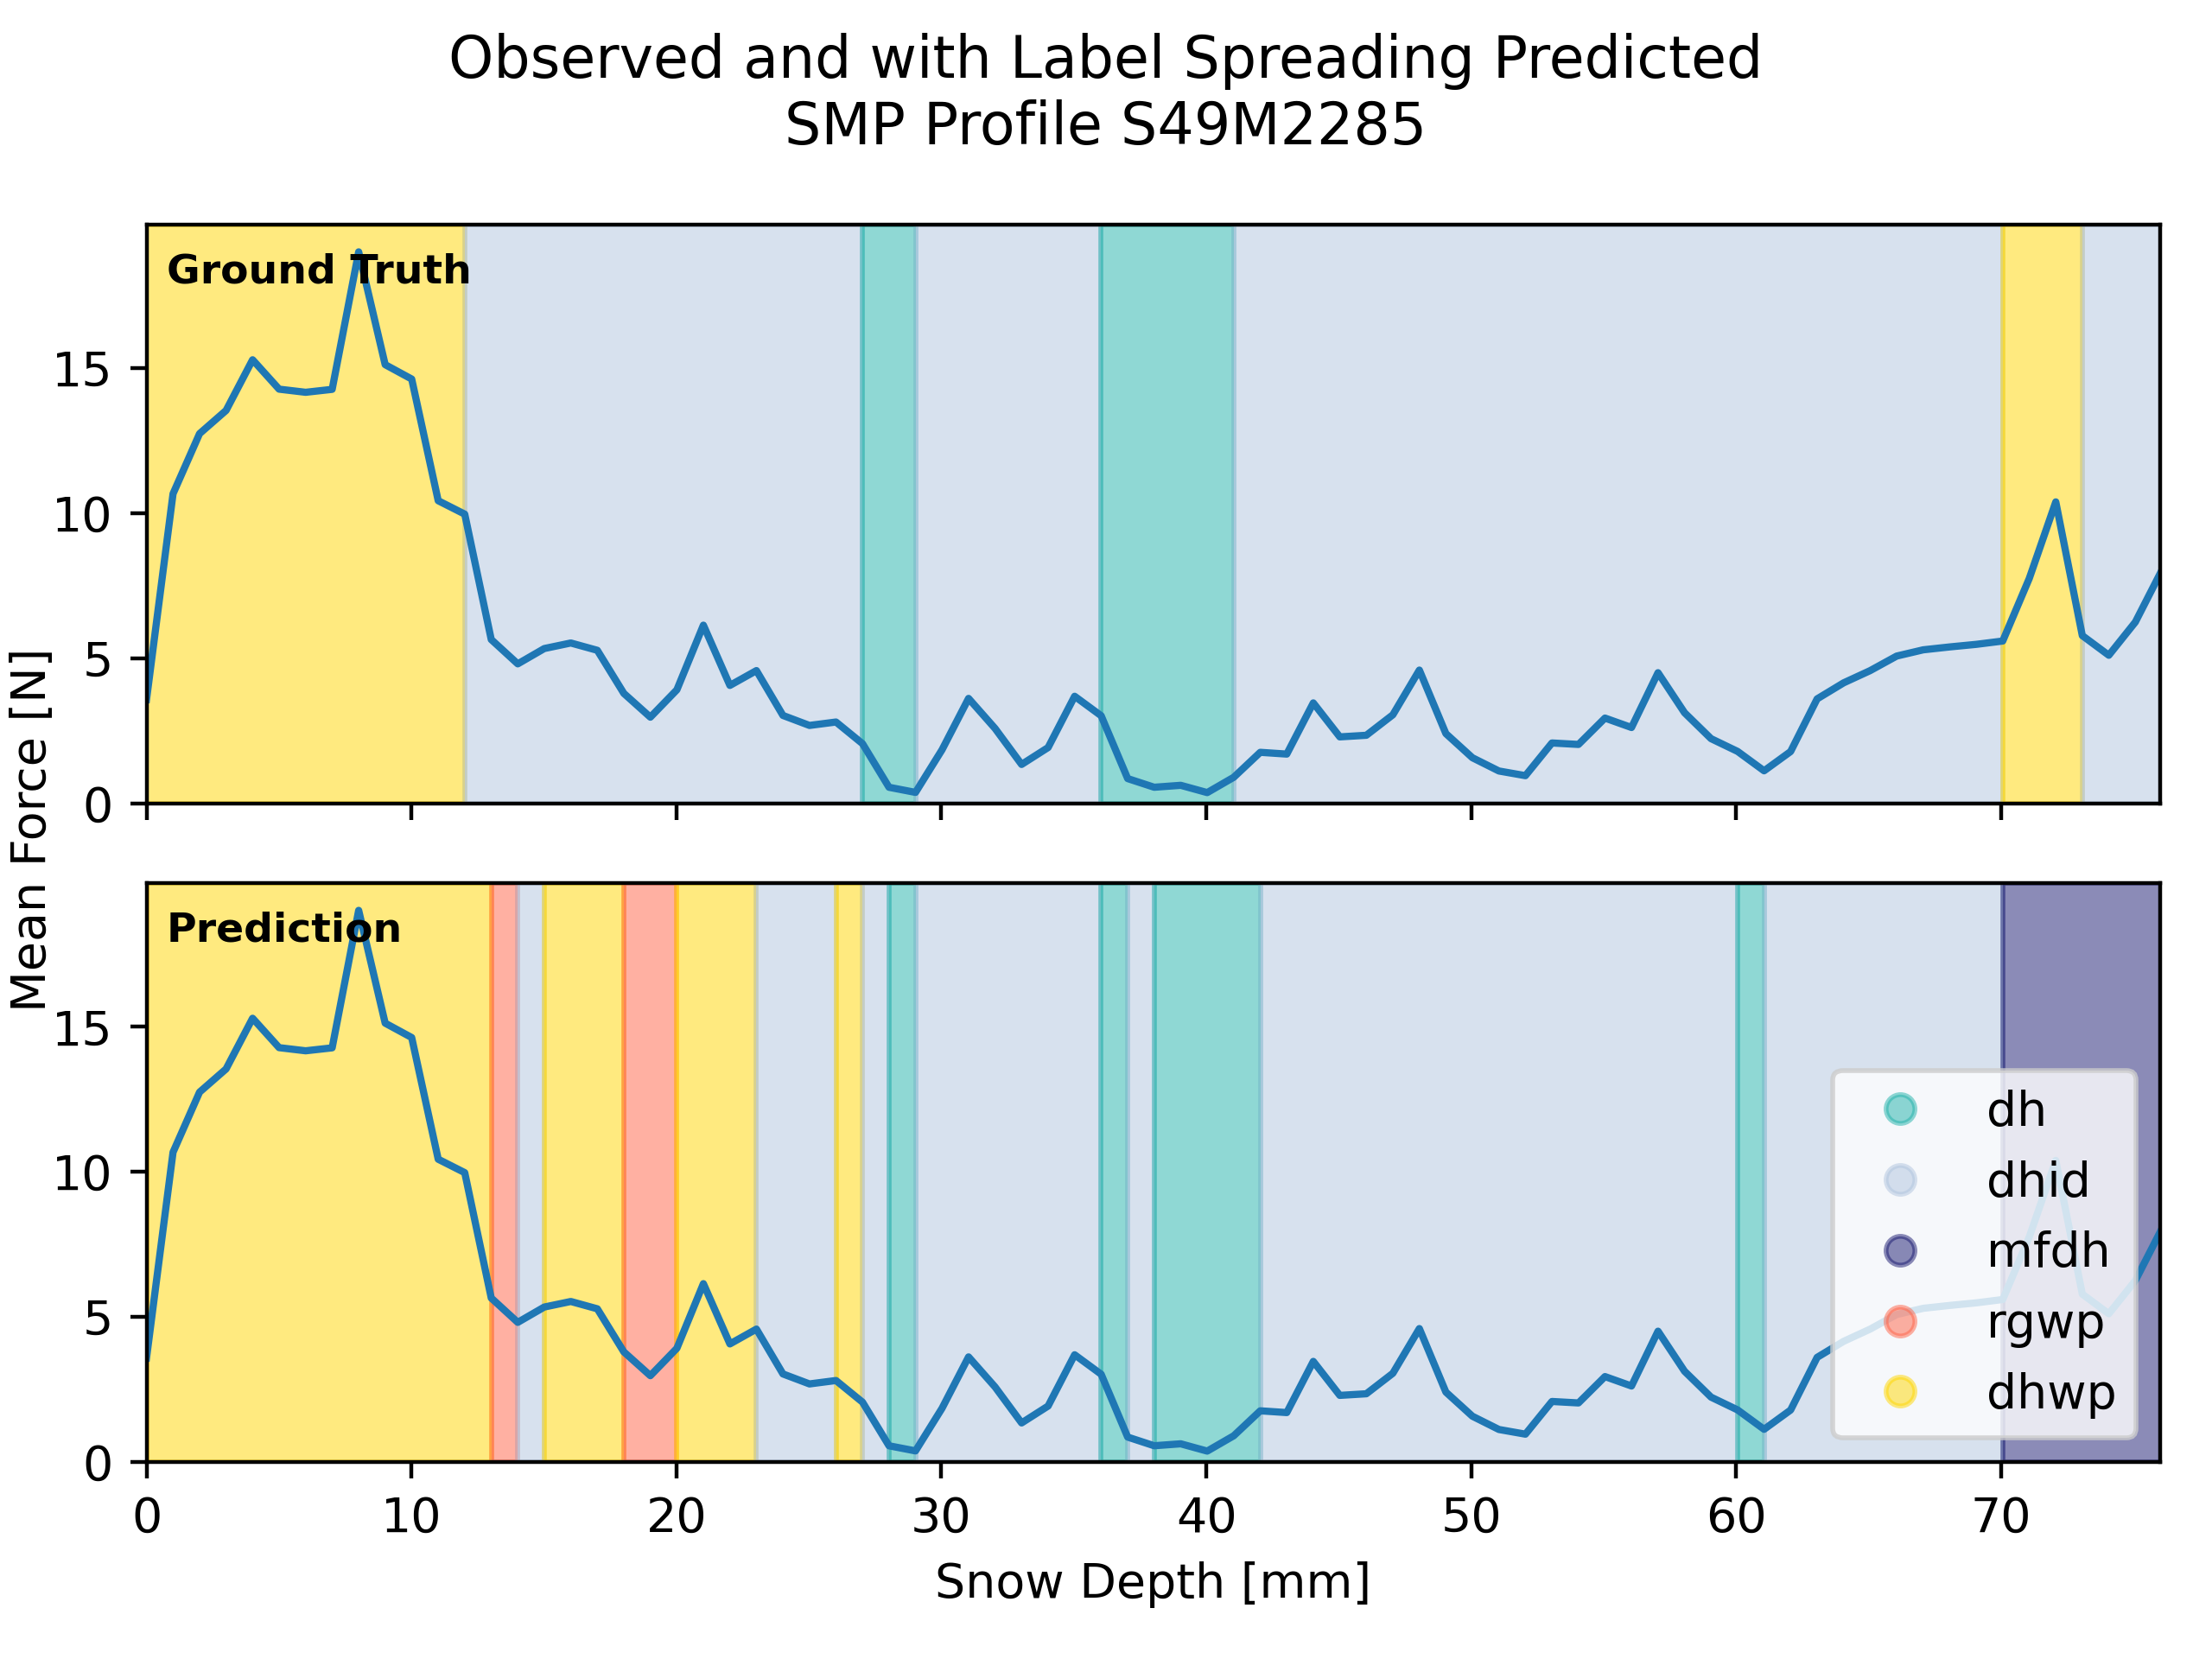 Observed and with Label Spreading Predicted
SMP Profile S49M2285
Mean Force [N]
Ground Truth
15
10
5
0
Prediction
15
10
5
0
dh
dhid
mfdh
rgwp
dhwp
0 10 20 30 40 50 60 70
Snow Depth [mm]